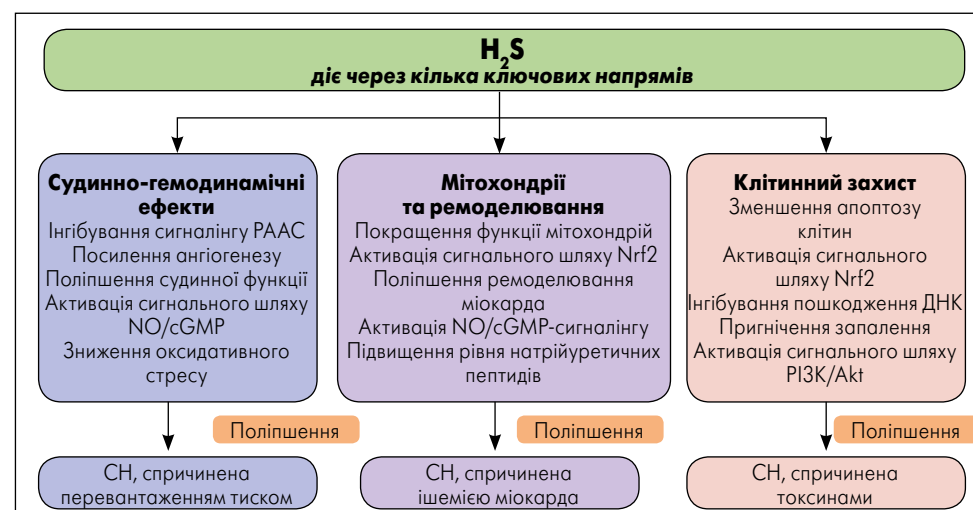 H₂S
діє через кілька ключових напрямів
Судинно-гемодинамічні
ефекти
Інгібування сигналінгу РААС
Посилення ангіогенезу
Поліпшення судинної функції
Активація сигнального шляху
NO/cGMP
Зниження оксидативного
стресу
Мітохондрії
та ремоделювання
Покращення функції мітохондрій
Активація сигнального шляху Nrf2
Поліпшення ремоделювання
міокарда
Активація NO/cGMP-сигналінгу
Підвищення рівня натрійуретичних
пептидів
Клітинний захист
Зменшення апоптозу
клітин
Активація сигнального
шляху Nrf2
Інгібування пошкодження ДНК
Пригнічення запалення
Активація сигнального шляху
PI3K/Akt
Поліпшення
Поліпшення
Поліпшення
СН, спричинена
перевантаженням тиском
СН, спричинена
ішемією міокарда
СН, спричинена
токсинами